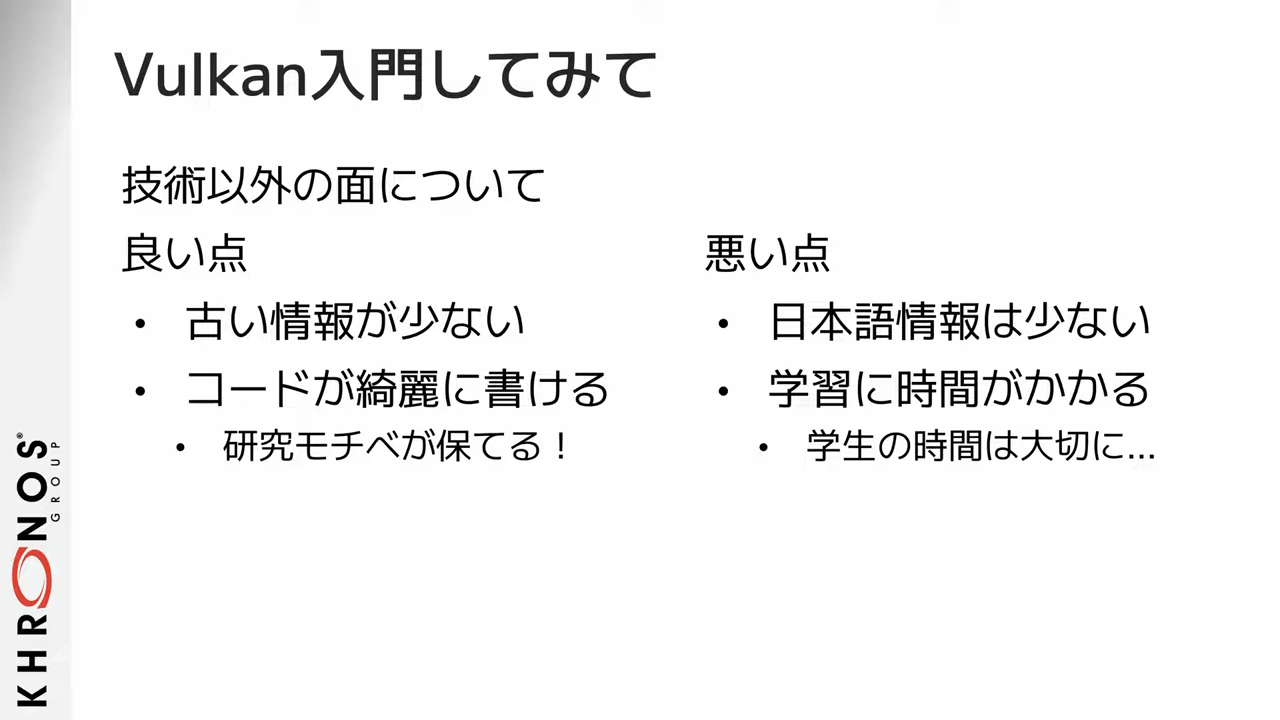 Vulkan入門してみて
技術以外の面について
良い点
• 古い情報が少ない
• コードが綺麗に書ける
• 研究モチベが保てる！
悪い点
• 日本語情報は少ない
• 学習に時間がかかる
• 学生の時間は大切に...
KHRONOS®
GROUP